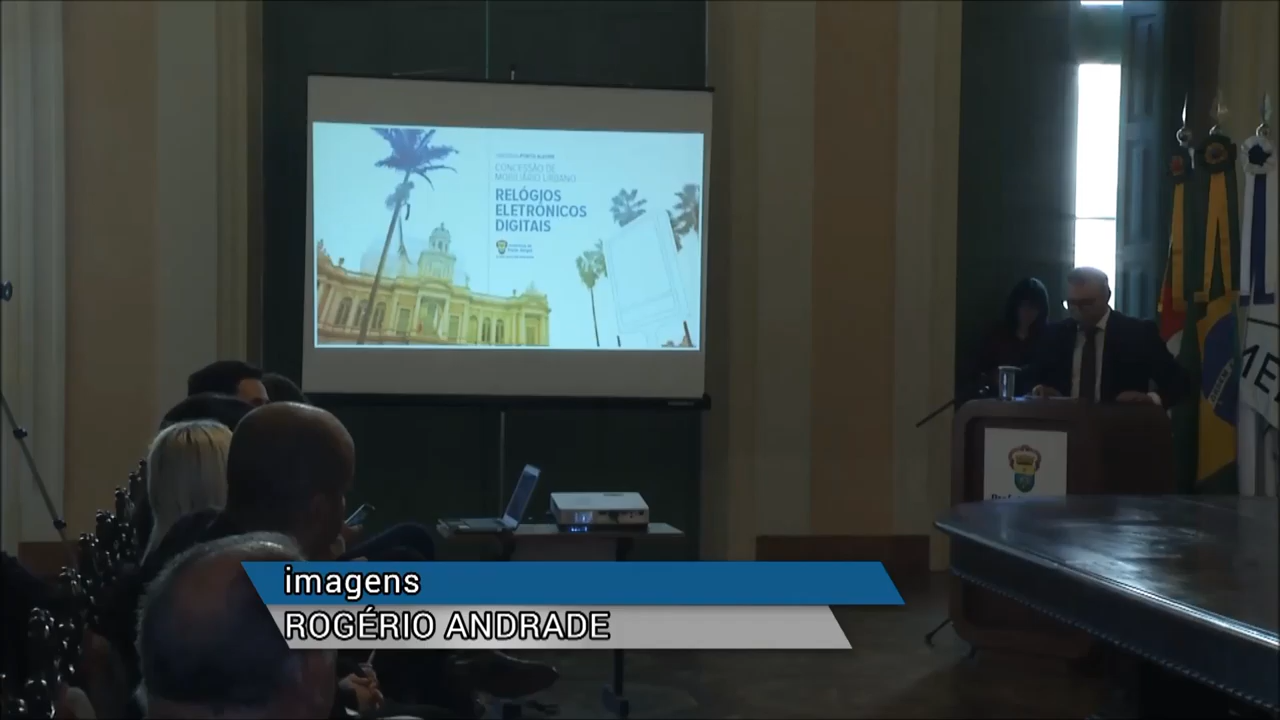 CONCESSÃO DE
MOBILIÁRIO URBANO
RELÓGIOS
ELETRÔNICOS
DIGITAIS
imagens
ROGÉRIO ANDRADE